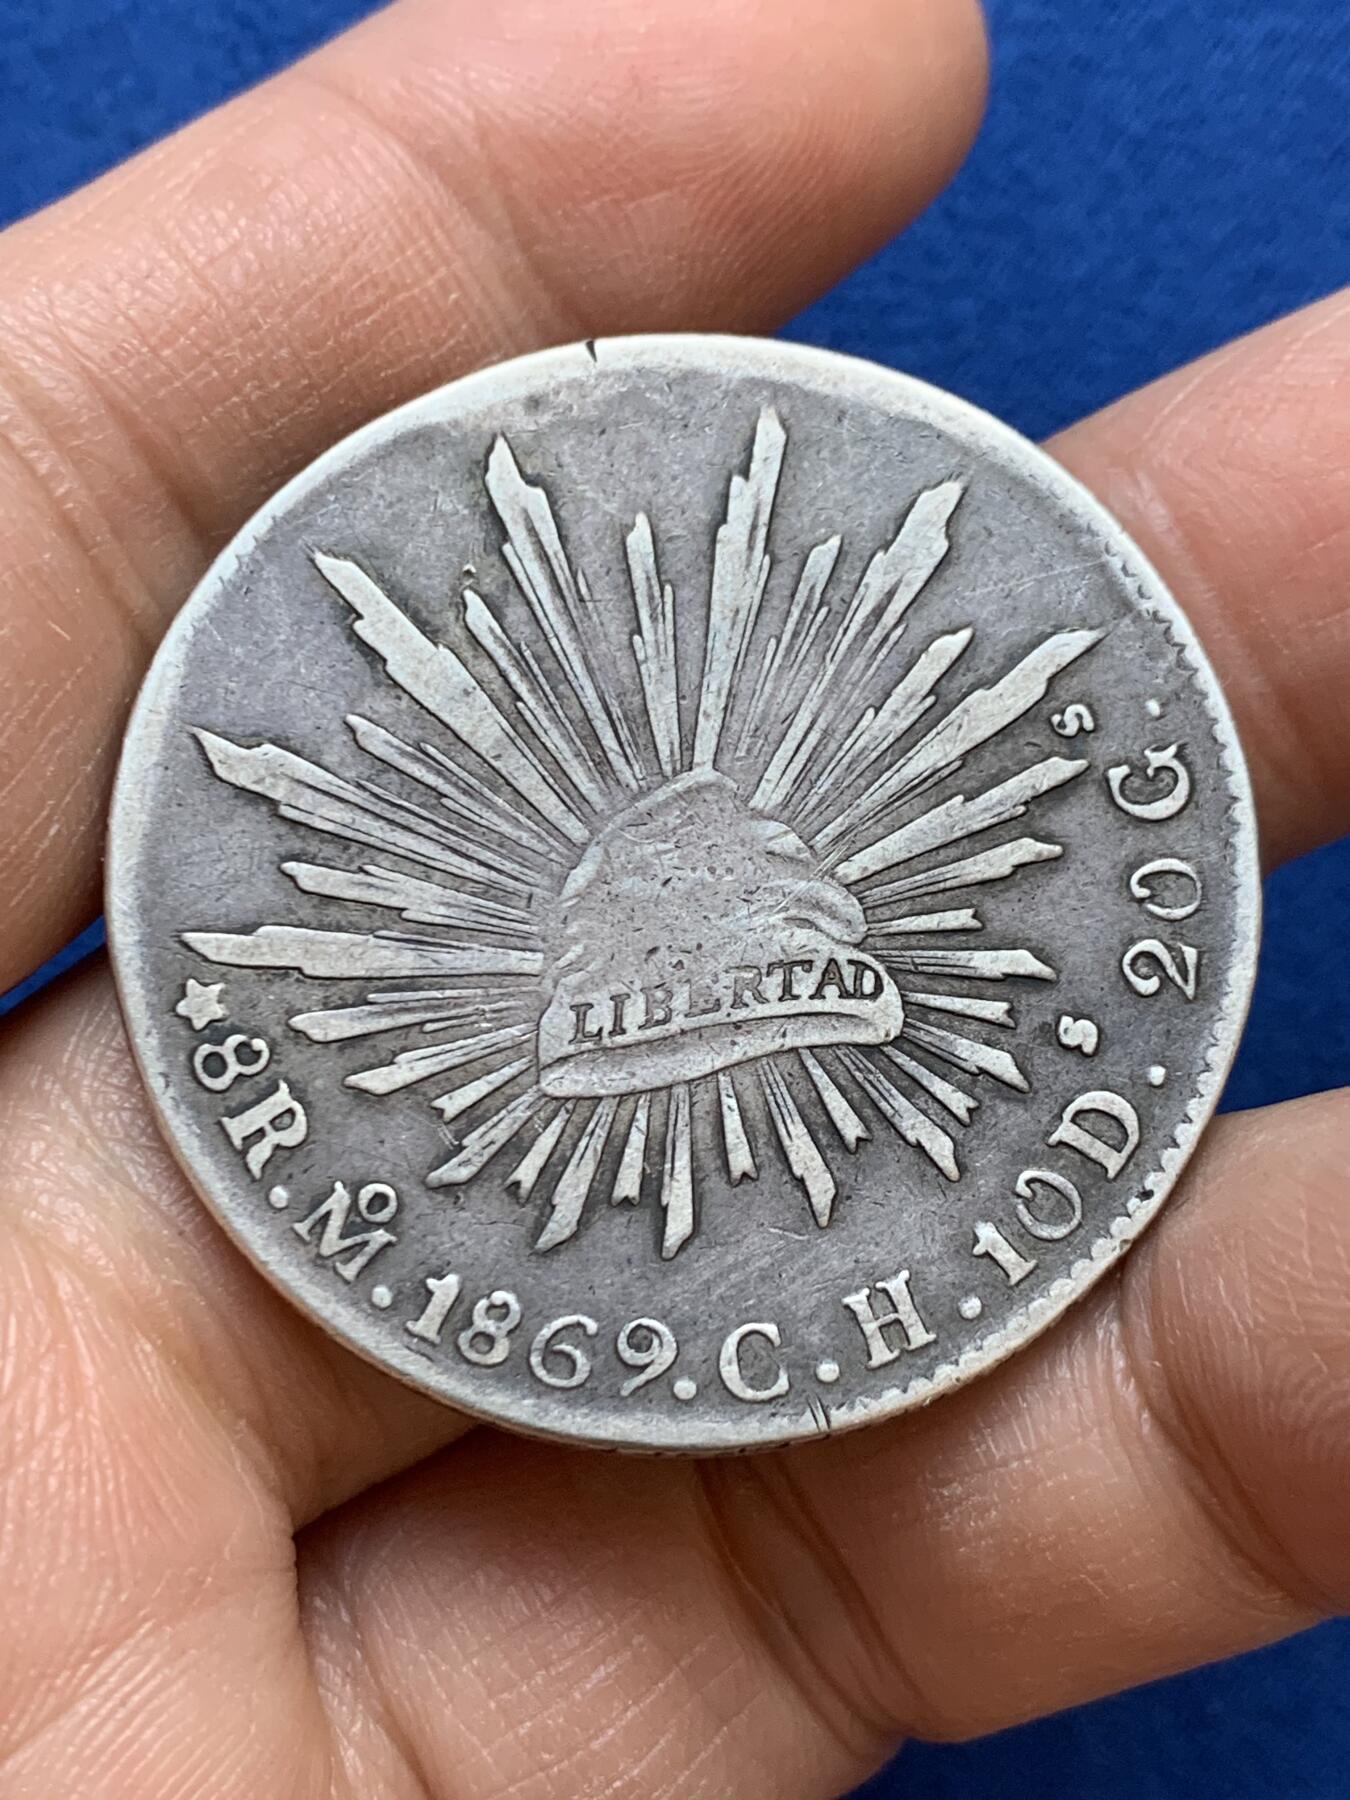 LIBERTAD
8R. Mº. 1869. C. H. 10Dˢ. 20Gˢ.